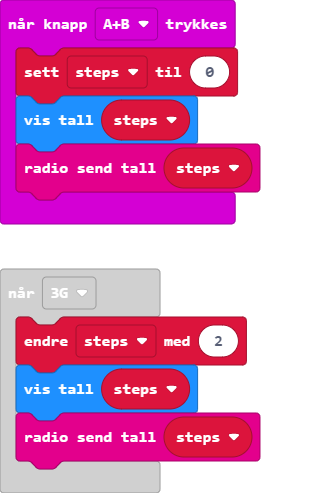 når knapp A+B trykkes
sett steps til 0
vis tall steps
radio send tall steps
når 3G
endre steps med 2
vis tall steps
radio send tall steps